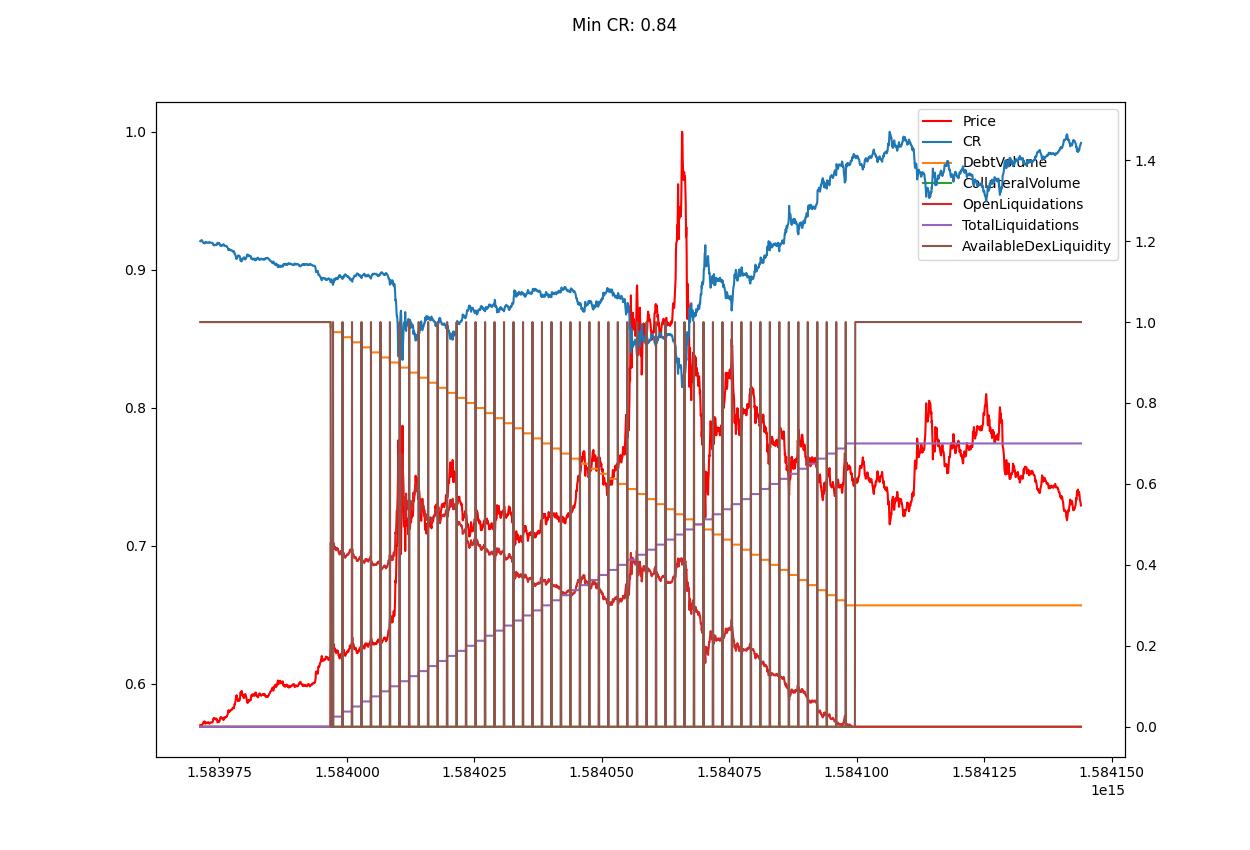 Min CR: 0.84
1.0
0.9
0.8
0.7
0.6
Price
CR
DebtVolume
CollateralVolume
OpenLiquidations
TotalLiquidations
AvailableDexLiquidity
1.4
1.2
1.0
0.8
0.6
0.4
0.2
0.0
1.583975 1.584000 1.584025 1.584050 1.584075 1.584100 1.584125 1.584150
1e15